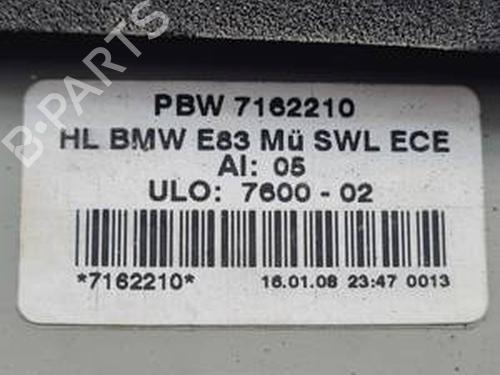 PBW 7162210
HL BMW E83 Mü SWL ECE
AI: 05
ULO: 7600 - 02
*7162210*
16.01.08 23:47 0013
B-PARTS